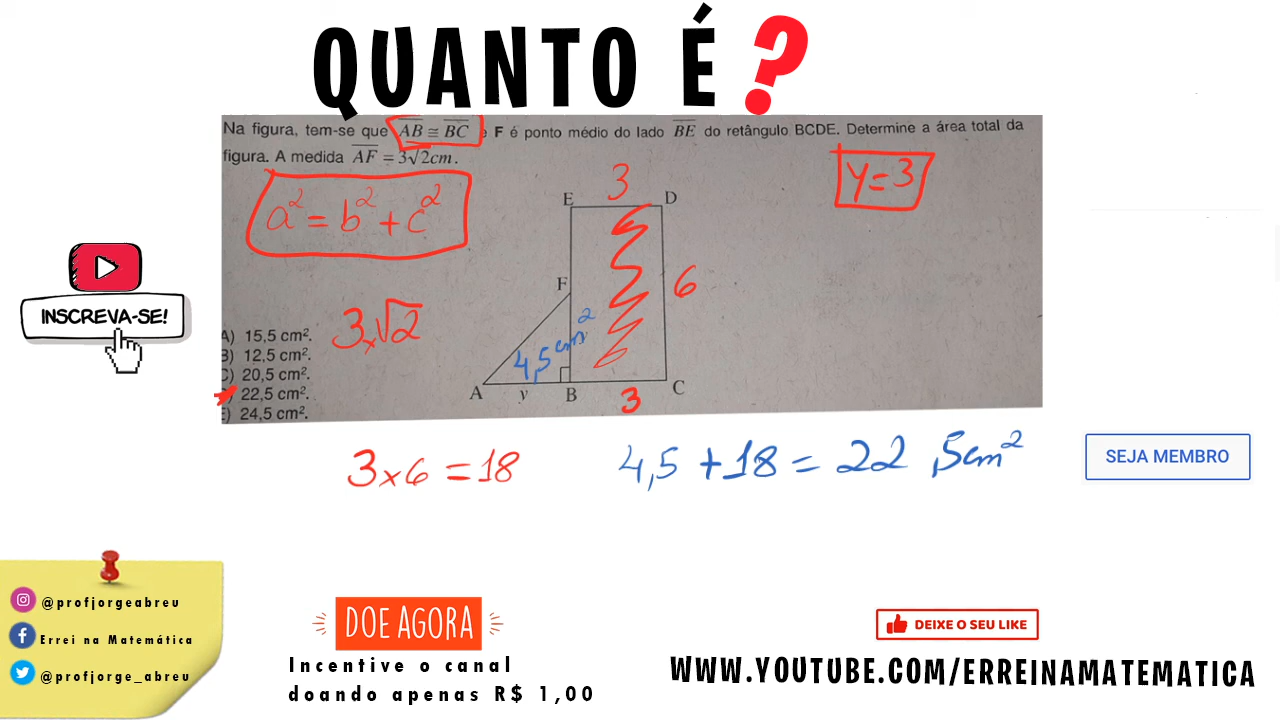 QUANTO É?
Na figura, tem-se que AB ≅ BC e F é ponto médio do lado BE do retângulo BCDE. Determine a área total da
figura. A medida AF = 3√2cm.
y=3
a² = b² + c²
3
E D
F
6
3×√2
4,5cm²
A) 15,5 cm².
B) 12,5 cm².
C) 20,5 cm².
) 22,5 cm².
E) 24,5 cm².
A y B 3 C
3×6=18
4,5+18=22,5cm²
INSCREVA-SE!
SEJA MEMBRO
@profjorgeabreu
Errei na Matemática
@profjorge_abreu
DOE AGORA
Incentive o canal
doando apenas R$ 1,00
DEIXE O SEU LIKE
WWW.YOUTUBE.COM/ERREINAMATEMATICA